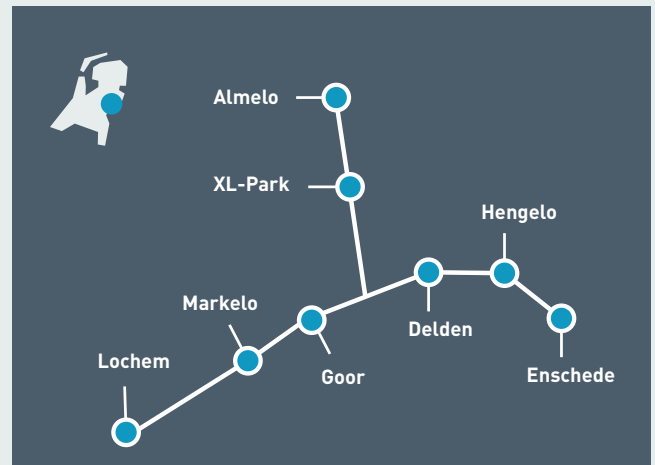 Almelo
XL-Park
Hengelo
Markelo
Delden
Lochem
Goor
Enschede